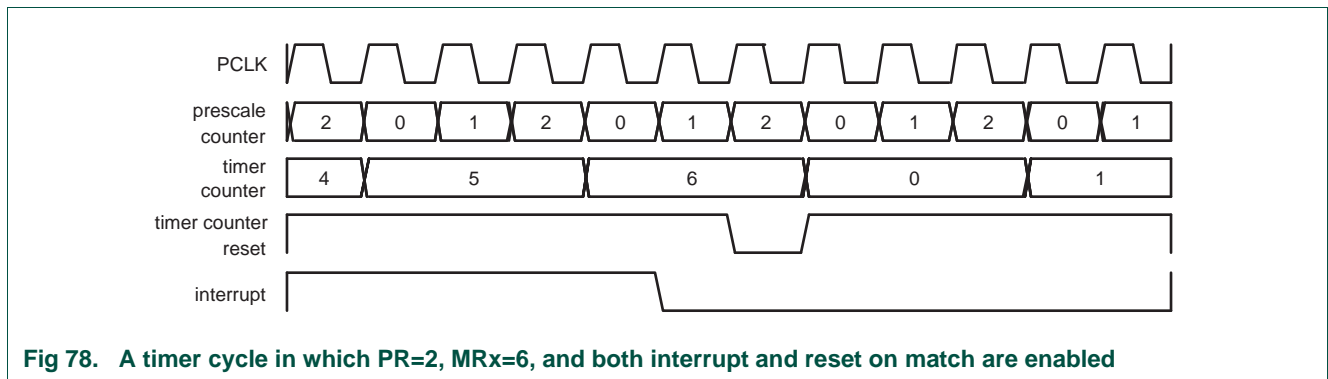 PCLK
prescale
counter
2 0 1 2 0 1 2 0 1 2 0 1
timer
counter
4 5 6 0 1
timer counter
reset
interrupt
Fig 78. A timer cycle in which PR=2, MRx=6, and both interrupt and reset on match are enabled